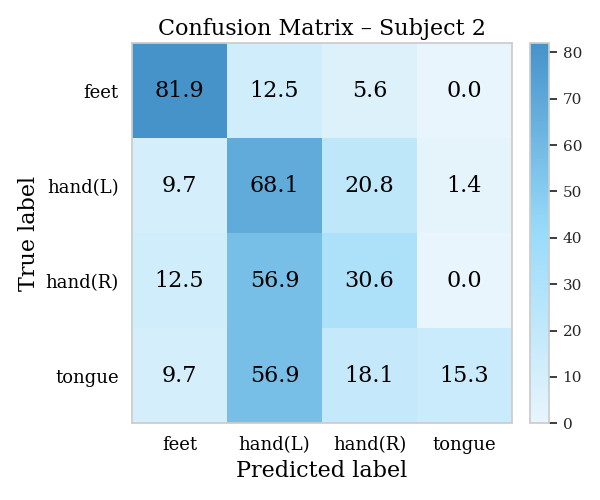 Confusion Matrix – Subject 2
feet 81.9 12.5 5.6 0.0
hand(L) 9.7 68.1 20.8 1.4
hand(R) 12.5 56.9 30.6 0.0
tongue 9.7 56.9 18.1 15.3
feet hand(L) hand(R) tongue
Predicted label
True label
80
70
60
50
40
30
20
10
0